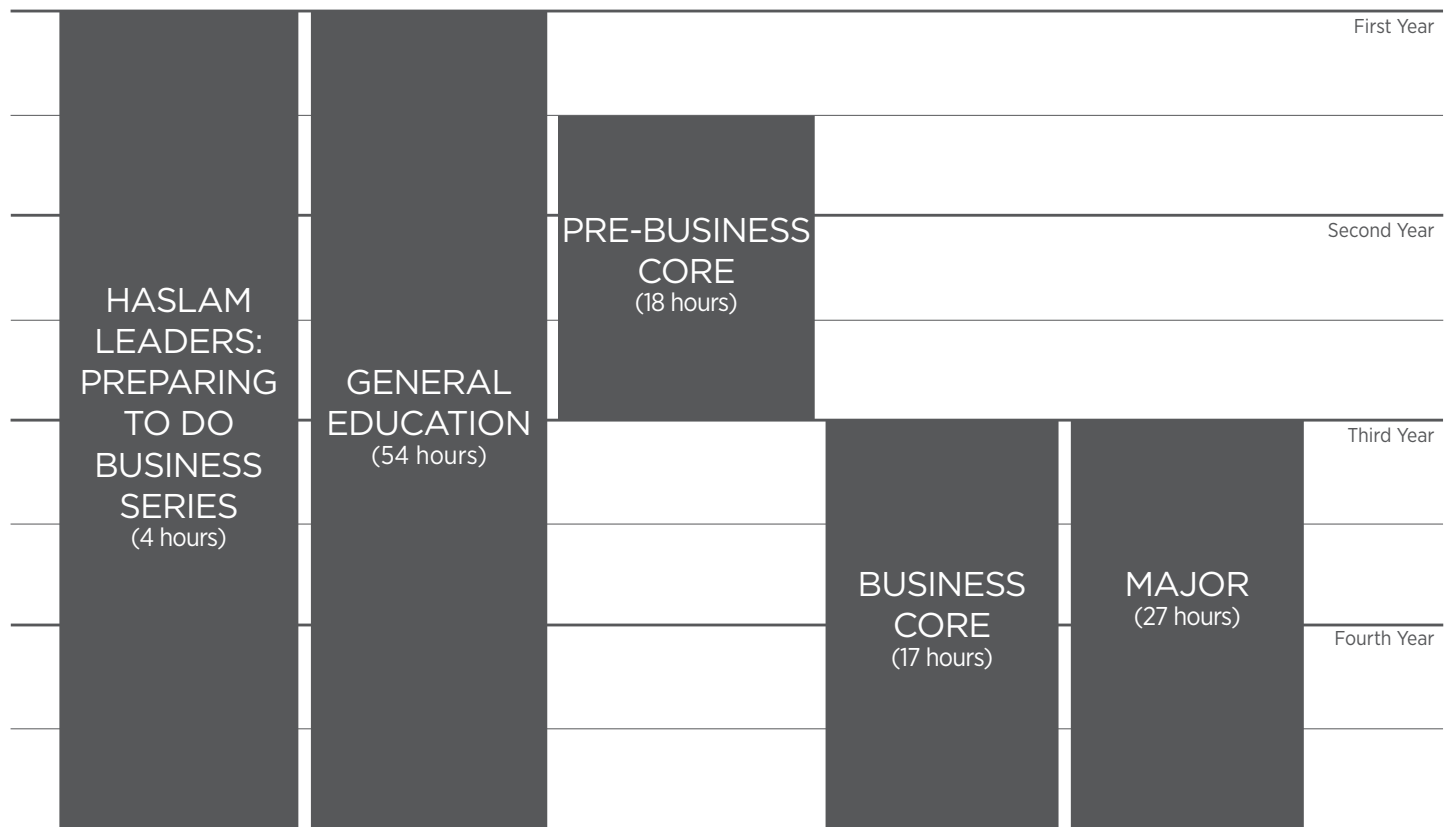 First Year
Second Year
Third Year
Fourth Year
HASLAM
LEADERS:
PREPARING
TO DO
BUSINESS
SERIES
(4 hours)
GENERAL
EDUCATION
(54 hours)
PRE-BUSINESS
CORE
(18 hours)
BUSINESS
CORE
(17 hours)
MAJOR
(27 hours)